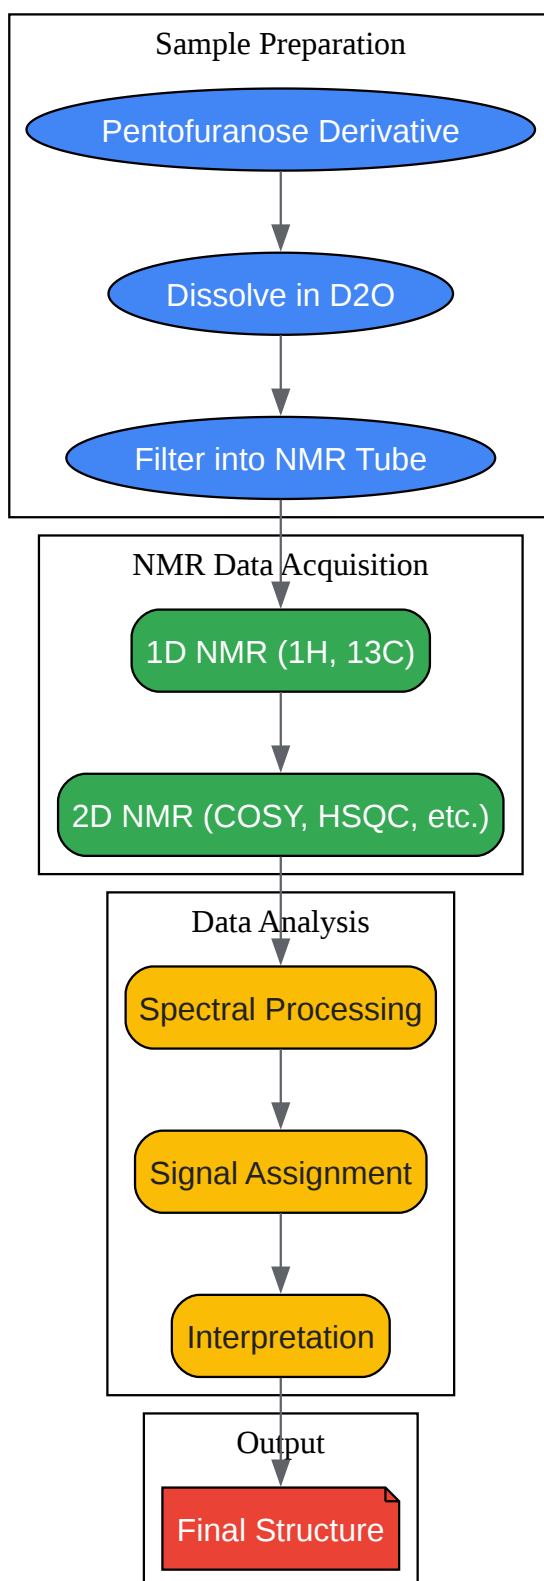 Sample Preparation
Pentofuranose Derivative
Dissolve in D2O
Filter into NMR Tube
NMR Data Acquisition
1D NMR (1H, 13C)
2D NMR (COSY, HSQC, etc.)
Data Analysis
Spectral Processing
Signal Assignment
Interpretation
Output
Final Structure